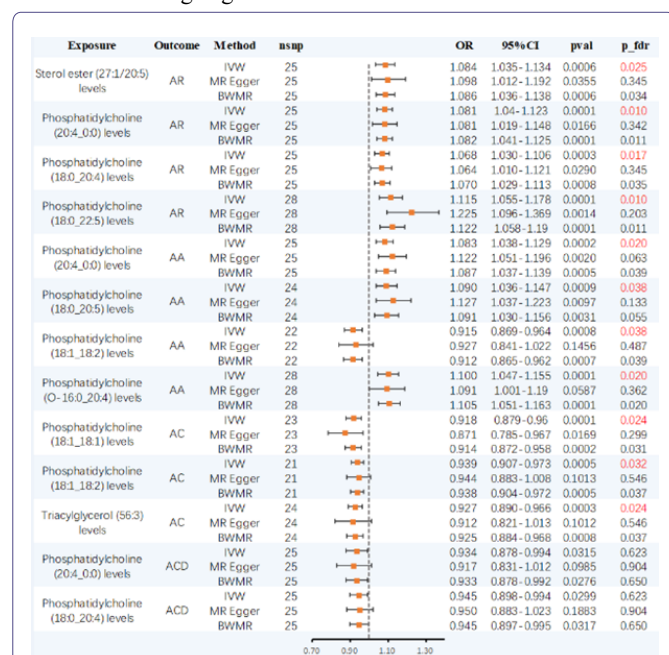 Exposure Outcome Method nsnp OR 95%CI pval p_fdr
IVW 25 1.084 1.035-1.134 0.0006 0.025
Sterol ester (27:1/20:5) levels AR MR Egger 25 1.098 1.012-1.192 0.0355 0.345
BWMR 25 1.086 1.036-1.138 0.0006 0.034
IVW 25 1.081 1.04-1.123 0.0001 0.010
Phosphatidylcholine (20:4_0:0) levels AR MR Egger 25 1.081 1.019-1.148 0.0166 0.342
BWMR 25 1.082 1.041-1.125 0.0001 0.011
IVW 25 1.068 1.030-1.106 0.0003 0.017
Phosphatidylcholine (18:0_20:4) levels AR MR Egger 25 1.064 1.010-1.121 0.0290 0.345
BWMR 25 1.070 1.029-1.113 0.0008 0.035
IVW 28 1.115 1.055-1.178 0.0001 0.010
Phosphatidylcholine (18:0_22:5) levels AR MR Egger 28 1.225 1.096-1.369 0.0014 0.203
BWMR 28 1.122 1.058-1.19 0.0001 0.011
IVW 25 1.083 1.038-1.129 0.0002 0.020
Phosphatidylcholine (20:4_0:0) levels AA MR Egger 25 1.122 1.051-1.196 0.0020 0.063
BWMR 25 1.087 1.037-1.139 0.0005 0.039
IVW 24 1.090 1.036-1.147 0.0009 0.038
Phosphatidylcholine (18:0_20:5) levels AA MR Egger 24 1.127 1.037-1.223 0.0097 0.133
BWMR 24 1.091 1.030-1.156 0.0031 0.055
IVW 22 0.915 0.869-0.964 0.0008 0.038
Phosphatidylcholine (18:1_18:2) levels AA MR Egger 22 0.927 0.841-1.022 0.1456 0.487
BWMR 22 0.912 0.865-0.962 0.0007 0.039
IVW 28 1.100 1.047-1.155 0.0001 0.020
Phosphatidylcholine (O-16:0_20:4) levels AA MR Egger 28 1.091 1.001-1.19 0.0587 0.362
BWMR 28 1.105 1.051-1.163 0.0001 0.020
IVW 23 0.918 0.879-0.96 0.0001 0.024
Phosphatidylcholine (18:1_18:1) levels AC MR Egger 23 0.871 0.785-0.967 0.0169 0.299
BWMR 23 0.914 0.872-0.958 0.0002 0.031
IVW 21 0.939 0.907-0.973 0.0005 0.032
Phosphatidylcholine (18:1_18:2) levels AC MR Egger 21 0.944 0.883-1.008 0.1013 0.546
BWMR 21 0.938 0.904-0.972 0.0005 0.037
IVW 24 0.927 0.890-0.966 0.0003 0.024
Triacylglycerol (56:3) levels AC MR Egger 24 0.912 0.821-1.013 0.1012 0.546
BWMR 24 0.925 0.884-0.968 0.0008 0.037
IVW 25 0.934 0.878-0.994 0.0315 0.623
Phosphatidylcholine (20:4_0:0) levels ACD MR Egger 25 0.917 0.831-1.012 0.0985 0.904
BWMR 25 0.933 0.878-0.992 0.0276 0.650
IVW 25 0.945 0.898-0.994 0.0299 0.623
Phosphatidylcholine (18:0_20:4) levels ACD MR Egger 25 0.950 0.883-1.023 0.1883 0.904
BWMR 25 0.945 0.897-0.995 0.0317 0.650
0.70 0.90 1.10 1.30